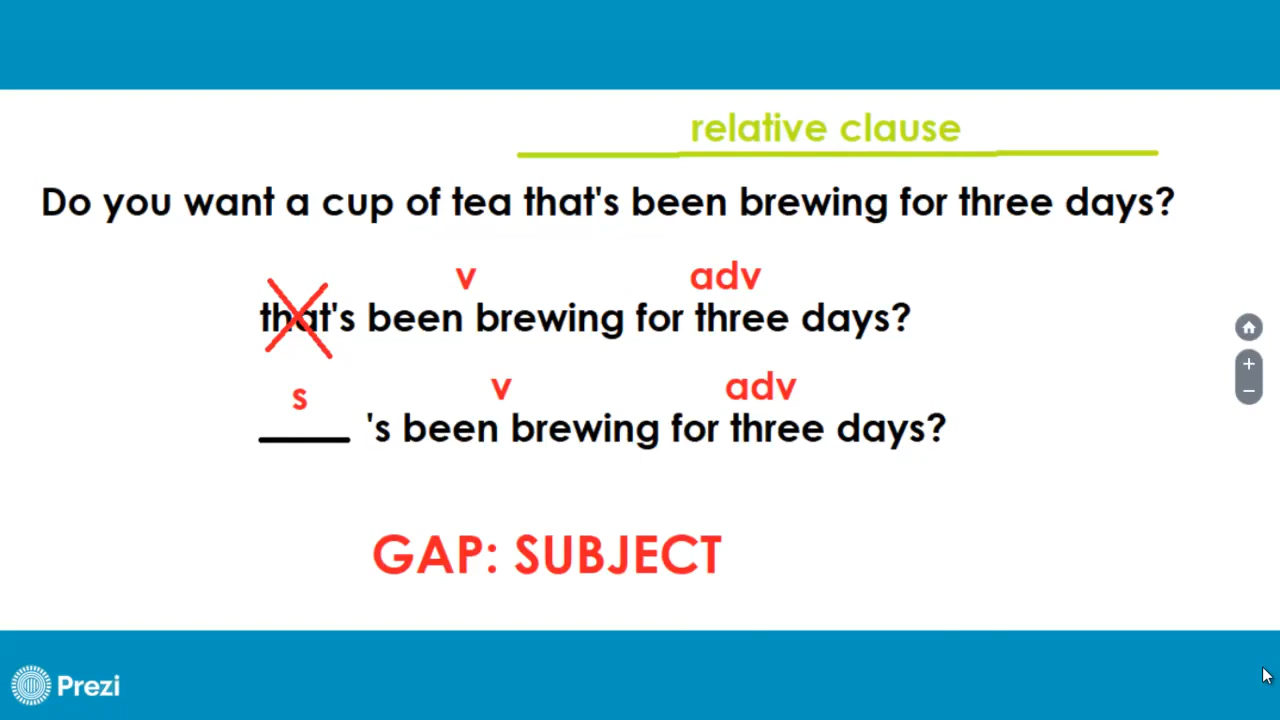 relative clause
Do you want a cup of tea that's been brewing for three days?
v adv
that's been brewing for three days?
s v adv
____ 's been brewing for three days?
GAP: SUBJECT
Prezi